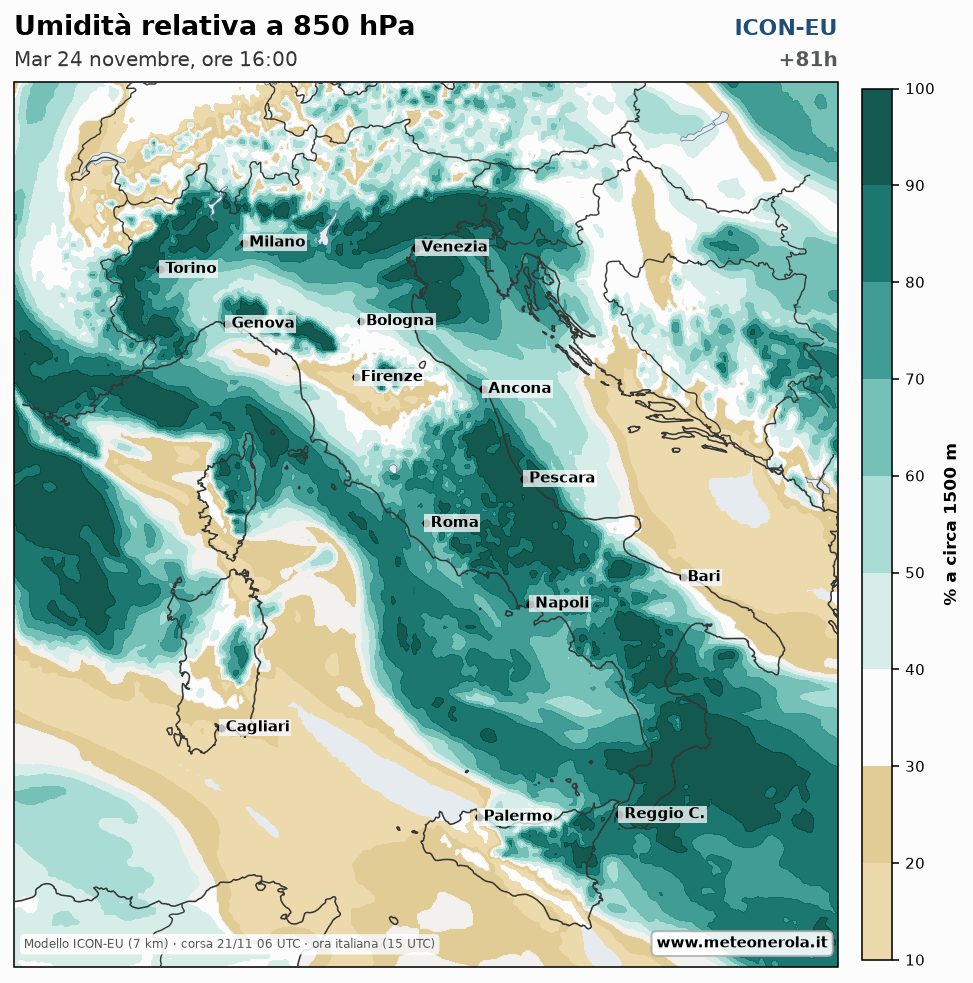 Umidità relativa a 850 hPa
ICON-EU
Mar 24 novembre, ore 16:00
+81h
Milano
Venezia
Torino
Genova
Bologna
Firenze
Ancona
Pescara
Roma
Bari
Napoli
Cagliari
Palermo
Reggio C.
100
90
80
70
60
50
40
30
20
10
% a circa 1500 m
Modello ICON-EU (7 km) · corsa 21/11 06 UTC · ora italiana (15 UTC)
www.meteonerola.it